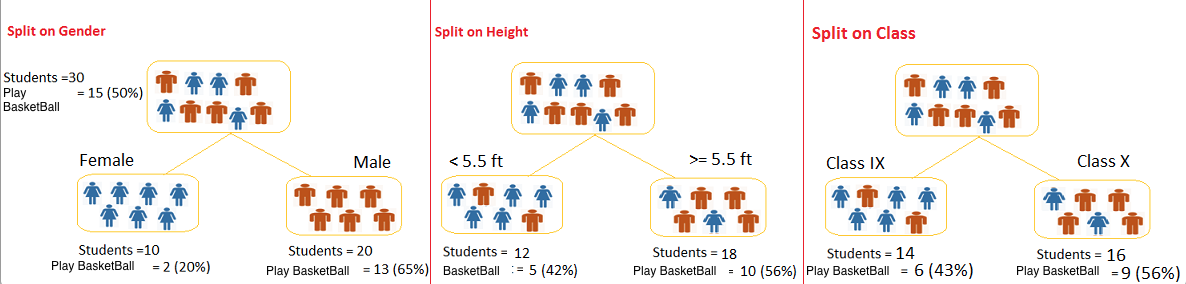 Split on Gender
Students =30
Play
BasketBall = 15 (50%)
Female
Male
Students =10
Play BasketBall = 2 (20%)
Students = 20
Play BasketBall = 13 (65%)
Split on Height
< 5.5 ft
>= 5.5 ft
Students = 12
BasketBall := 5 (42%)
Students = 18
Play BasketBall = 10 (56%)
Split on Class
Class IX
Class X
Students = 14
Play BasketBall = 6 (43%)
Students = 16
Play BasketBall = 9 (56%)